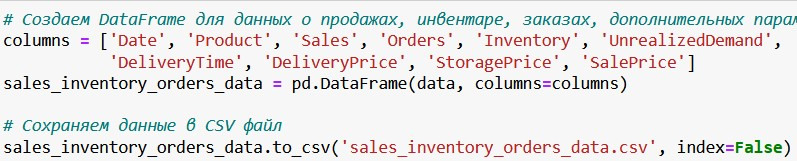 # Создаем DataFrame для данных о продажах, инвентаре, заказах, дополнительных
columns = ['Date', 'Product', 'Sales', 'Orders', 'Inventory', 'UnrealizedDemand',
'DeliveryTime', 'DeliveryPrice', 'StoragePrice', 'SalePrice']
sales_inventory_orders_data = pd.DataFrame(data, columns=columns)
# Сохраняем данные в CSV файл
sales_inventory_orders_data.to_csv('sales_inventory_orders_data.csv', index=False)